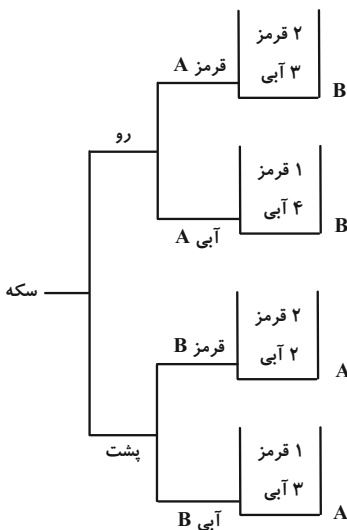 ۲ قرمز
۳ آبی
B
قرمز A
رو
۱ قرمز
۴ آبی
B
آبی A
سکه
۲ قرمز
۲ آبی
A
قرمز B
پشت
۱ قرمز
۳ آبی
A
آبی B